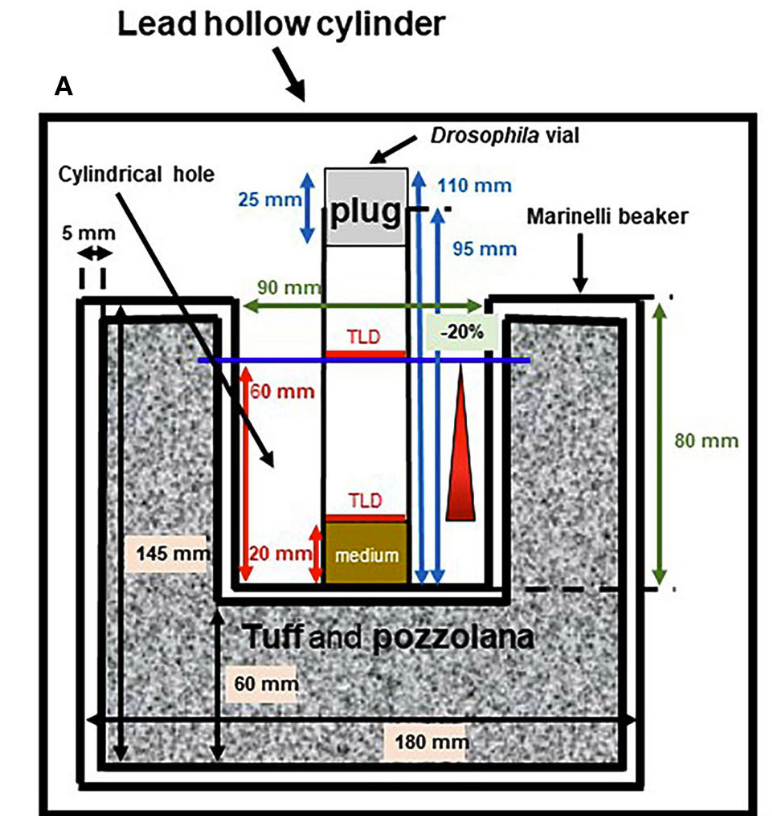 Lead hollow cylinder
A
Drosophila vial
Cylindrical hole
25 mm
plug
110 mm
Marinelli beaker
5 mm
95 mm
90 mm
TLD
-20%
60 mm
80 mm
TLD
145 mm
20 mm
medium
Tuff and pozzolana
60 mm
180 mm